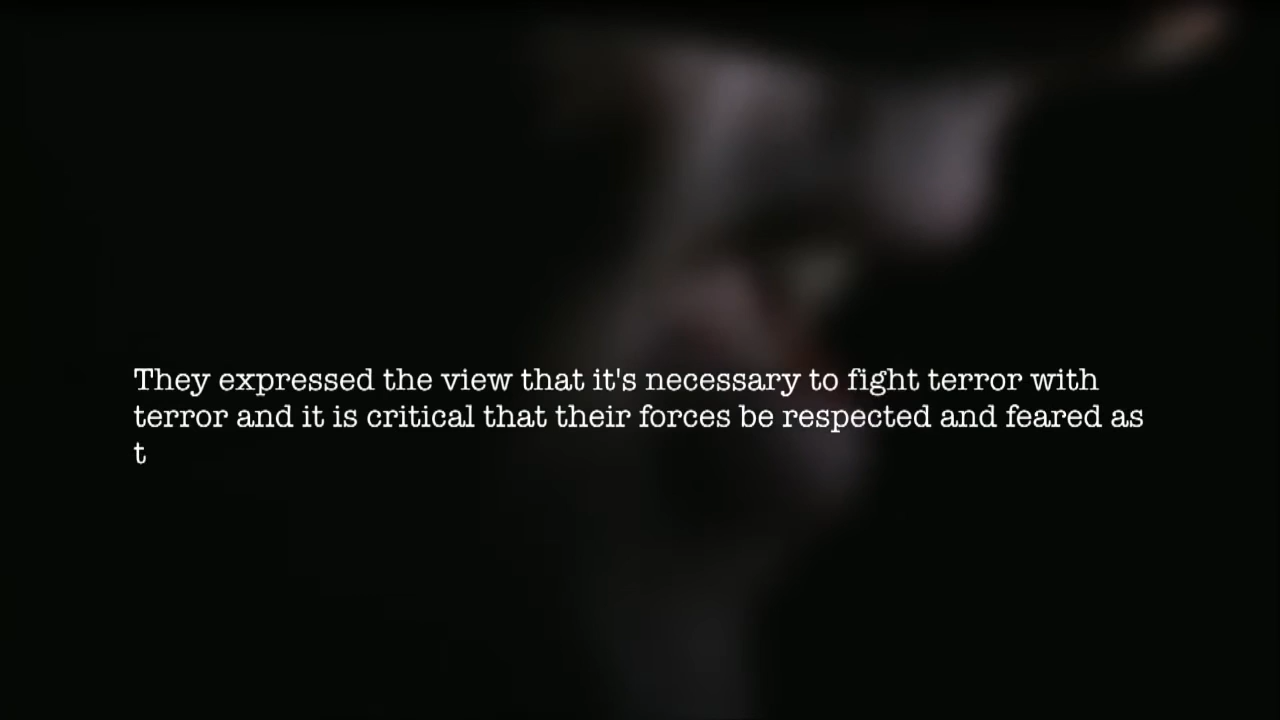 They expressed the view that it's necessary to fight terror with
terror and it is critical that their forces be respected and feared as
t